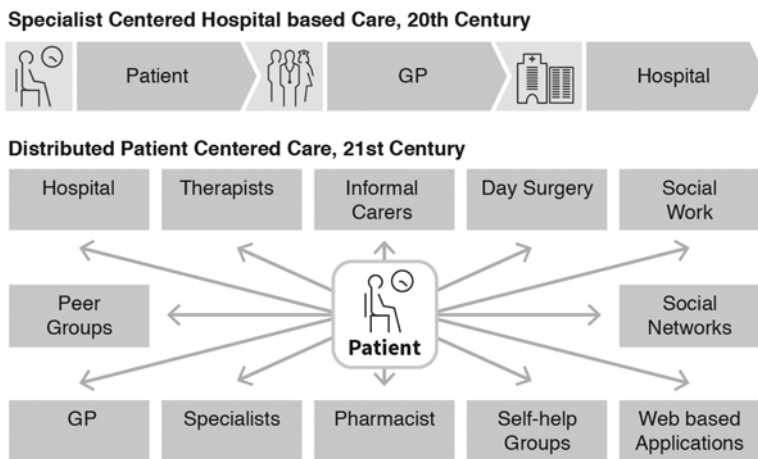 Specialist Centered Hospital based Care, 20th Century
Patient
GP
Hospital
Distributed Patient Centered Care, 21st Century
Hospital
Therapists
Informal
Carers
Day Surgery
Social
Work
Peer
Groups
Patient
Social
Networks
GP
Specialists
Pharmacist
Self-help
Groups
Web based
Applications